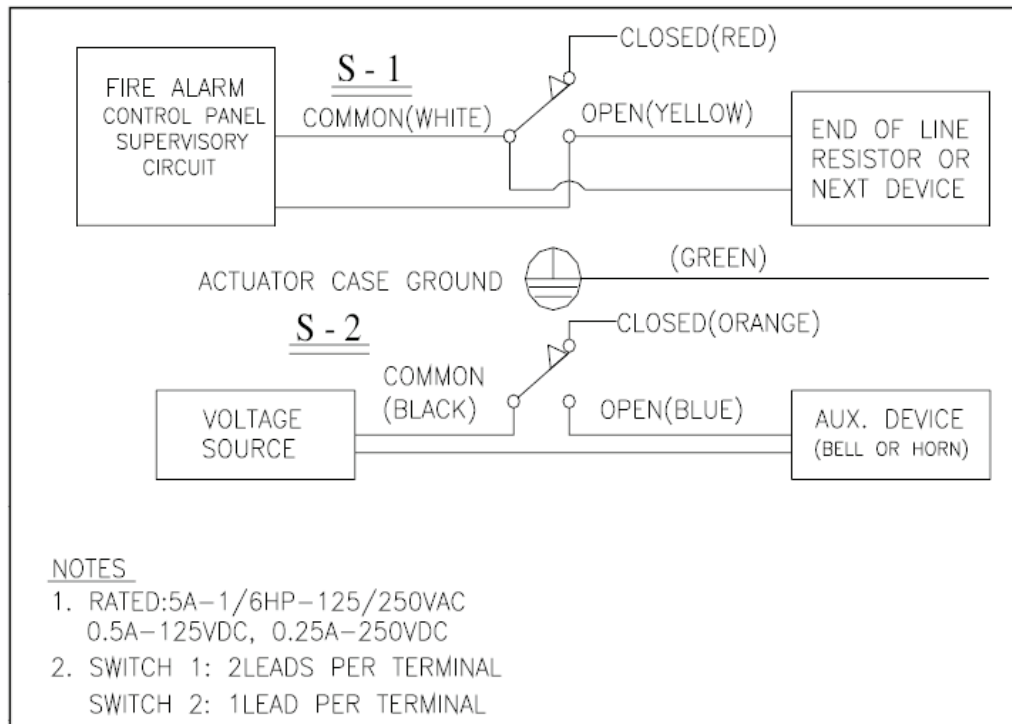 FIRE ALARM
CONTROL PANEL
SUPERVISORY
CIRCUIT
S - 1
COMMON(WHITE)
CLOSED(RED)
OPEN(YELLOW)
END OF LINE
RESISTOR OR
NEXT DEVICE
ACTUATOR CASE GROUND
(GREEN)
S - 2
CLOSED(ORANGE)
COMMON
(BLACK)
OPEN(BLUE)
VOLTAGE
SOURCE
AUX. DEVICE
(BELL OR HORN)
NOTES
1. RATED:5A-1/6HP-125/250VAC
0.5A-125VDC, 0.25A-250VDC
2. SWITCH 1: 2LEADS PER TERMINAL
SWITCH 2: 1LEAD PER TERMINAL